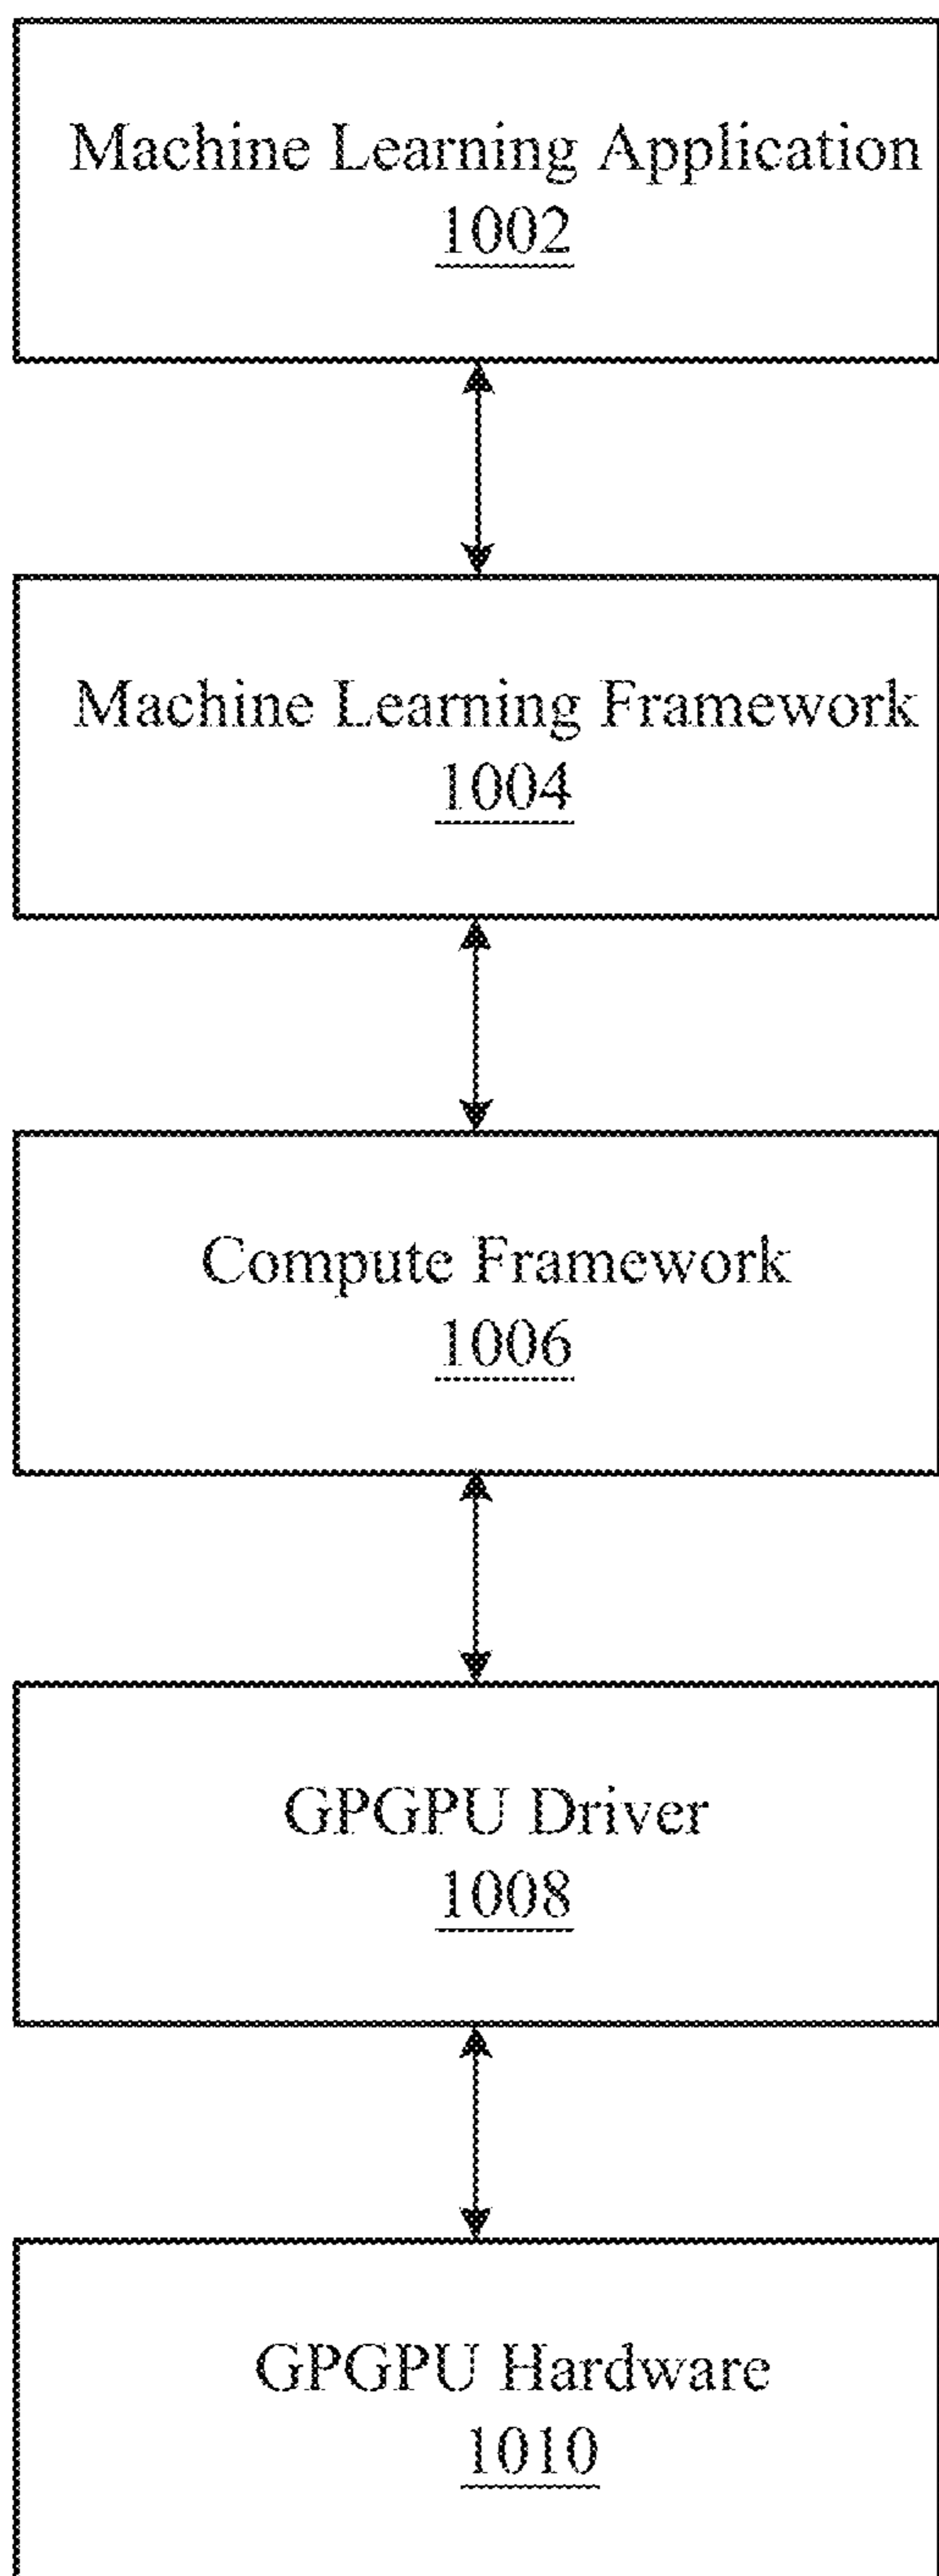 Machine Learning Application
1002
Machine Learning Framework
1004
Compute Framework
1006
GPGPU Driver
1008
GPGPU Hardware
1010